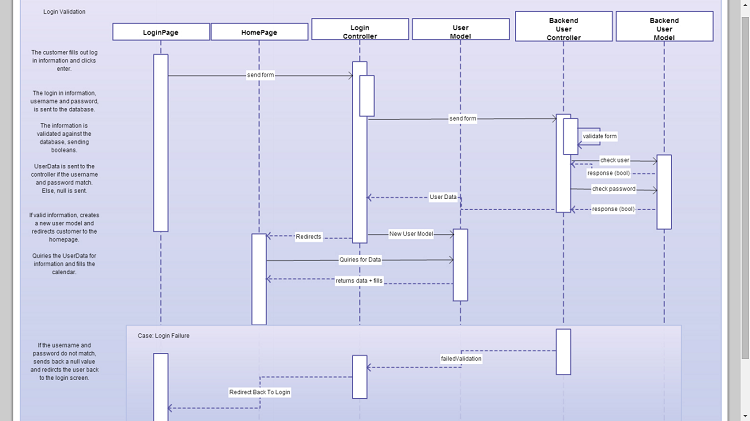 Login Validation
LoginPage
HomePage
Login
Controller
User
Model
Backend
User
Controller
Backend
User
Model
The customer fills out log
in information and clicks
enter.
send form
The login in information,
username and password,
is sent to the database.
send form
The information is
validated against the
database, sending
booleans.
validate form
check user
response (bool)
UserData is sent to the
controller if the username
and password match.
Else, null is sent.
check password
User Data
response (bool)
If valid information, creates
a new user model and
redirects customer to the
homepage.
Redirects
New User Model
Quiries the UserData for
information and fills the
calendar.
Quiries for Data
returns data + fills
Case: Login Failure
If the username and
password do not match,
sends back a null value
and redircts the user back
to the login screen.
failedValidation
Redirect Back To Login